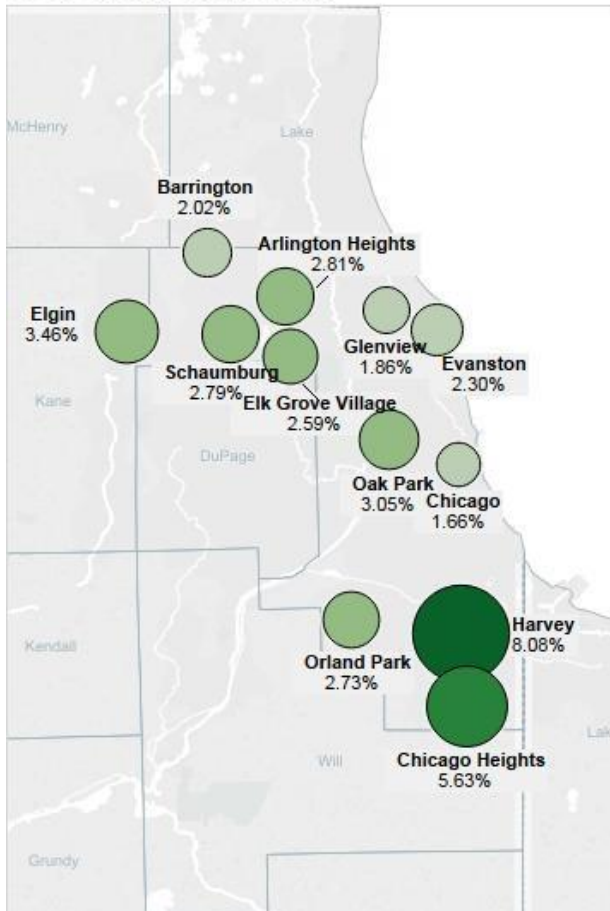 McHenry
Lake
Barrington
2.02%
Arlington Heights
2.81%
Elgin
3.46%
Glenview
1.86%
Evanston
2.30%
Schaumburg
2.79%
Elk Grove Village
2.59%
Kane
DuPage
Oak Park
3.05%
Chicago
1.66%
Harvey
8.08%
Kendall
Orland Park
2.73%
Chicago Heights
5.63%
Will
Grundy